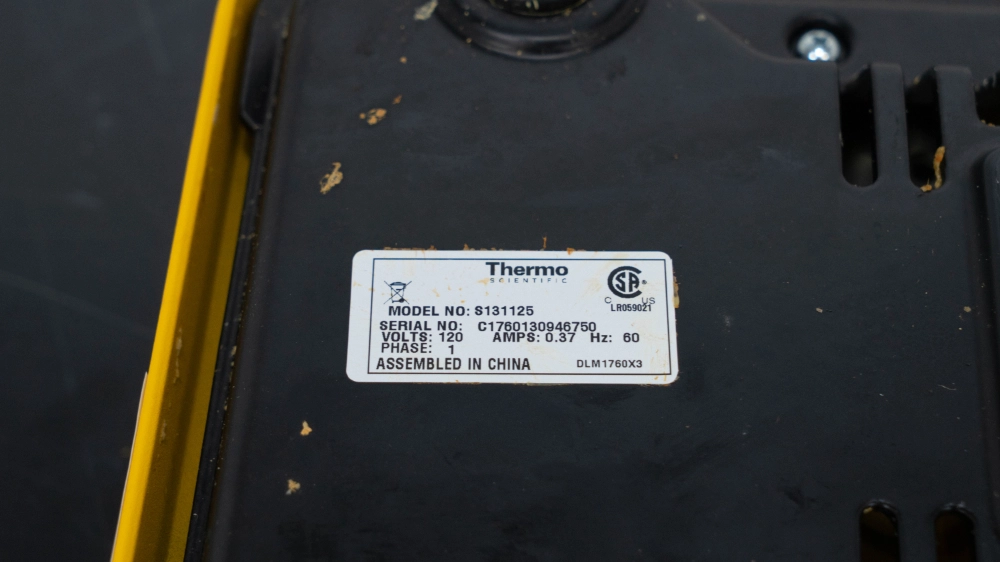 Thermo
SCIENTIFIC
SA
C US
LR059021
MODEL NO: S131125
SERIAL NO: C1760130946750
VOLTS: 120 AMPS: 0.37 Hz: 60
PHASE: 1
ASSEMBLED IN CHINA DLM1760X3